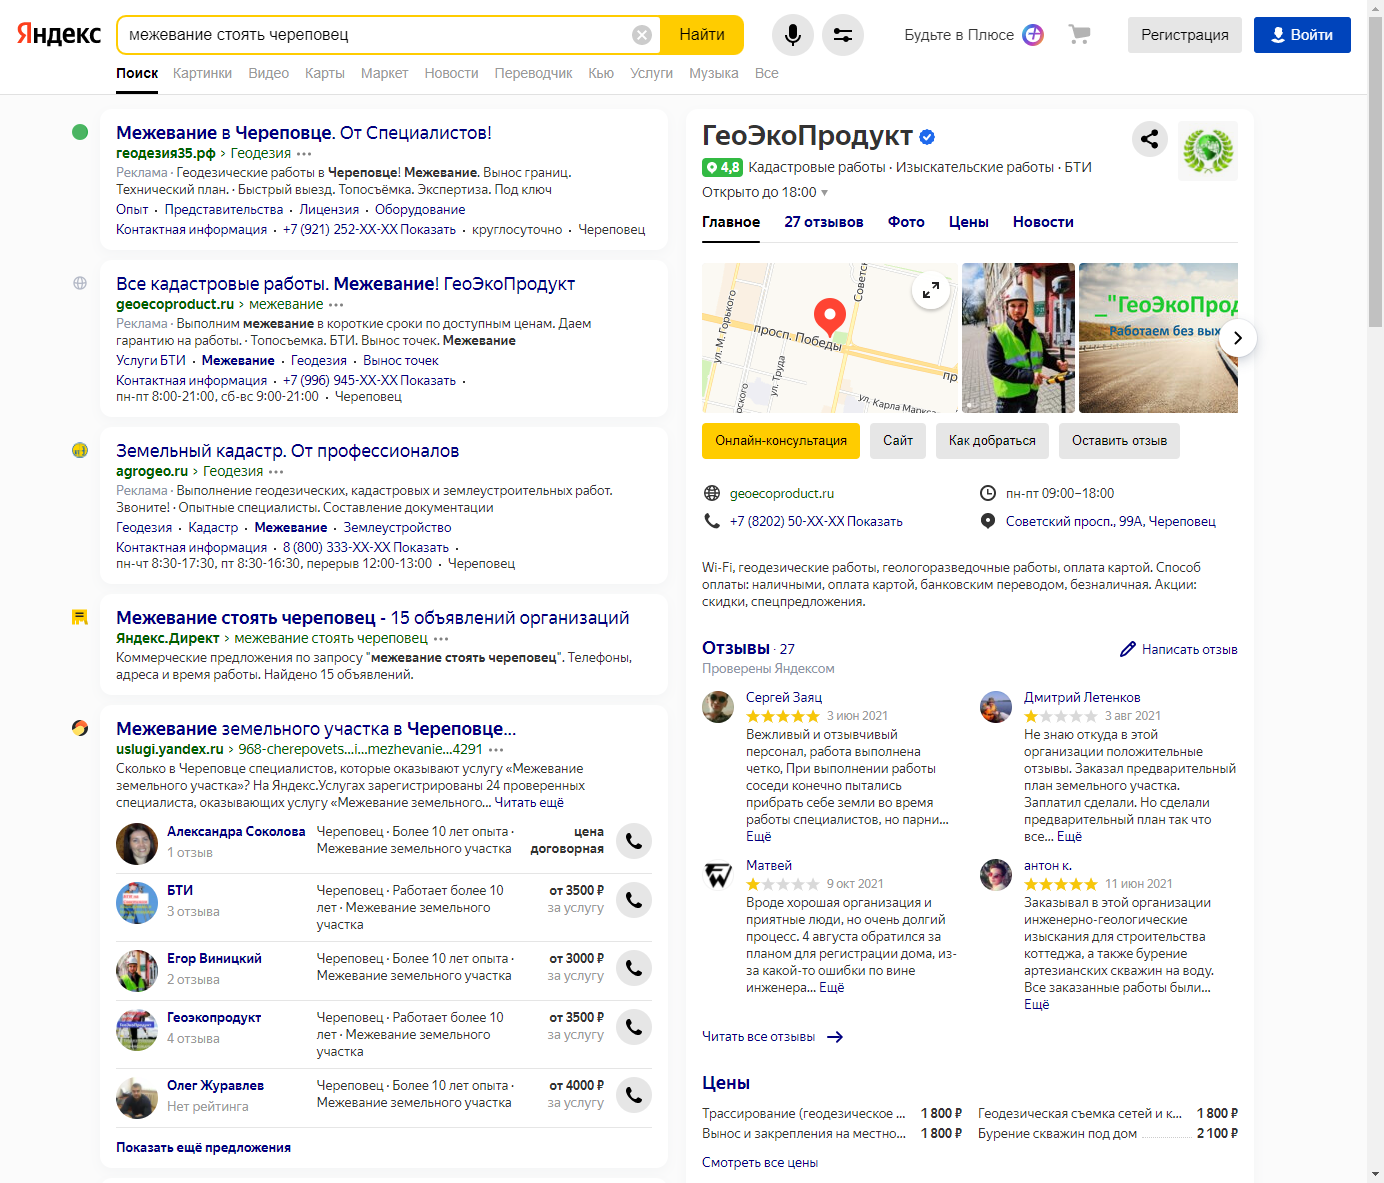 Яндекс
межевание стоять череповец
Найти
Будьте в Плюсе
Регистрация
Войти
Поиск Картинки Видео Карты Маркет Новости Переводчик Кью Услуги Музыка Все
Межевание в Череповце. От Специалистов!
геодезия35.рф › Геодезия
Реклама · Геодезические работы в Череповце! Межевание. Вынос границ.
Технический план. · Быстрый выезд. Топосъёмка. Экспертиза. Под ключ
Опыт · Представительства · Лицензия · Оборудование
Контактная информация · +7 (921) 252-XX-XX Показать · круглосуточно · Череповец
Все кадастровые работы. Межевание! ГеоЭкоПродукт
geoecoproduct.ru › межевание
Реклама · Выполним межевание в короткие сроки по доступным ценам. Даем
гарантию на работы. · Топосъемка. БТИ. Вынос точек. Межевание
Услуги БТИ · Межевание · Геодезия · Вынос точек
Контактная информация · +7 (996) 945-XX-XX Показать ·
пн-пт 8:00-21:00, сб-вс 9:00-21:00 · Череповец
Земельный кадастр. От профессионалов
agrogeo.ru › Геодезия
Реклама · Выполнение геодезических, кадастровых и землеустроительных работ.
Звоните! · Опытные специалисты. Составление документации
Геодезия · Кадастр · Межевание · Землеустройство
Контактная информация · 8 (800) 333-XX-XX Показать ·
пн-чт 8:30-17:30, пт 8:30-16:30, перерыв 12:00-13:00 · Череповец
Межевание стоять череповец - 15 объявлений организаций
Яндекс.Директ › межевание стоять череповец
Коммерческие предложения по запросу "межевание стоять череповец". Телефоны,
адреса и время работы. Найдено 15 объявлений.
Межевание земельного участка в Череповце...
uslugi.yandex.ru › 968-cherepovets...i...mezhevanie...4291
Сколько в Череповце специалистов, которые оказывают услугу «Межевание
земельного участка»? На Яндекс.Услугах зарегистрированы 24 проверенных
специалиста, оказывающих услугу «Межевание земельного... Читать ещё
Александра Соколова
1 отзыв
Череповец · Более 10 лет опыта ·
Межевание земельного участка
цена
договорная
БТИ
3 отзыва
Череповец · Работает более 10
лет · Межевание земельного
участка
от 3500 ₽
за услугу
Егор Виницкий
2 отзыва
Череповец · Более 10 лет опыта ·
Межевание земельного участка
от 3000 ₽
за услугу
Геоэкопродукт
4 отзыва
Череповец · Работает более 10
лет · Межевание земельного
участка
от 3500 ₽
за услугу
Олег Журавлев
Нет рейтинга
Череповец · Более 10 лет опыта ·
Межевание земельного участка
от 4000 ₽
за услугу
Показать ещё предложения
ГеоЭкоПродукт
4,8 Кадастровые работы · Изыскательские работы · БТИ
Открыто до 18:00
Главное 27 отзывов Фото Цены Новости
ул. М. Горького
просп. Победы
Советск
ул. Труда
орского
ул. Карла Маркса
пр
_"ГеоЭкоПрод
Работаем без вых
Онлайн-консультация
Сайт
Как добраться
Оставить отзыв
geoecoproduct.ru
пн-пт 09:00–18:00
+7 (8202) 50-XX-XX Показать
Советский просп., 99А, Череповец
Wi-Fi, геодезические работы, геологоразведочные работы, оплата картой. Способ
оплаты: наличными, оплата картой, банковским переводом, безналичная. Акции:
скидки, спецпредложения.
Отзывы · 27
Написать отзыв
Проверены Яндексом
Сергей Заяц
3 июн 2021
Вежливый и отзывчивый
персонал, работа выполнена
четко, При выполнении работы
соседи конечно пытались
прибрать себе земли во время
работы специалистов, но парни...
Ещё
Дмитрий Летенков
3 авг 2021
Не знаю откуда в этой
организации положительные
отзывы. Заказал предварительный
план земельного участка.
Заплатил сделали. Но сделали
предварительный план так что
все... Ещё
Матвей
9 окт 2021
Вроде хорошая организация и
приятные люди, но очень долгий
процесс. 4 августа обратился за
планом для регистрации дома, из-
за какой-то ошибки по вине
инженера... Ещё
антон к.
11 июн 2021
Заказывал в этой организации
инженерно-геологические
изыскания для строительства
коттеджа, а также бурение
артезианских скважин на воду.
Все заказанные работы были...
Ещё
Читать все отзывы
Цены
Трассирование (геодезическое ... 1 800 ₽
Геодезическая съемка сетей и к... 1 800 ₽
Вынос и закрепления на местно... 1 800 ₽
Бурение скважин под дом 2 100 ₽
Смотреть все цены